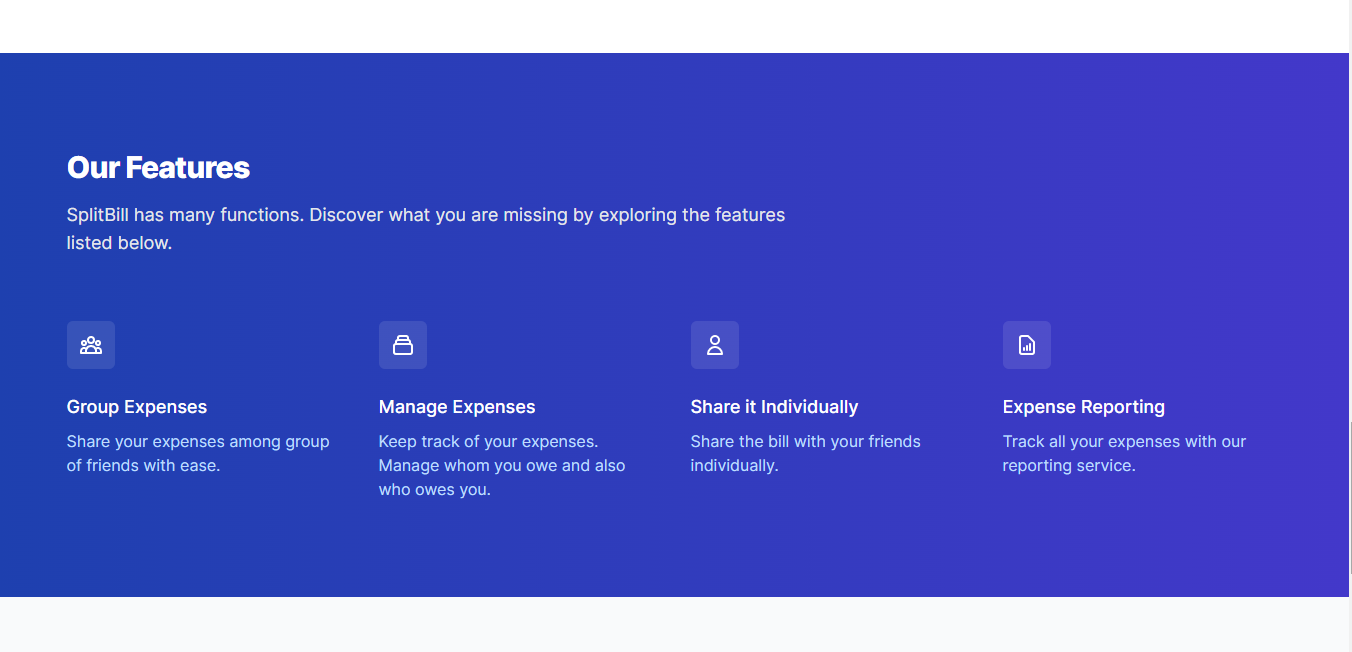 Our Features
SplitBill has many functions. Discover what you are missing by exploring the features
listed below.
Group Expenses
Share your expenses among group
of friends with ease.
Manage Expenses
Keep track of your expenses.
Manage whom you owe and also
who owes you.
Share it Individually
Share the bill with your friends
individually.
Expense Reporting
Track all your expenses with our
reporting service.